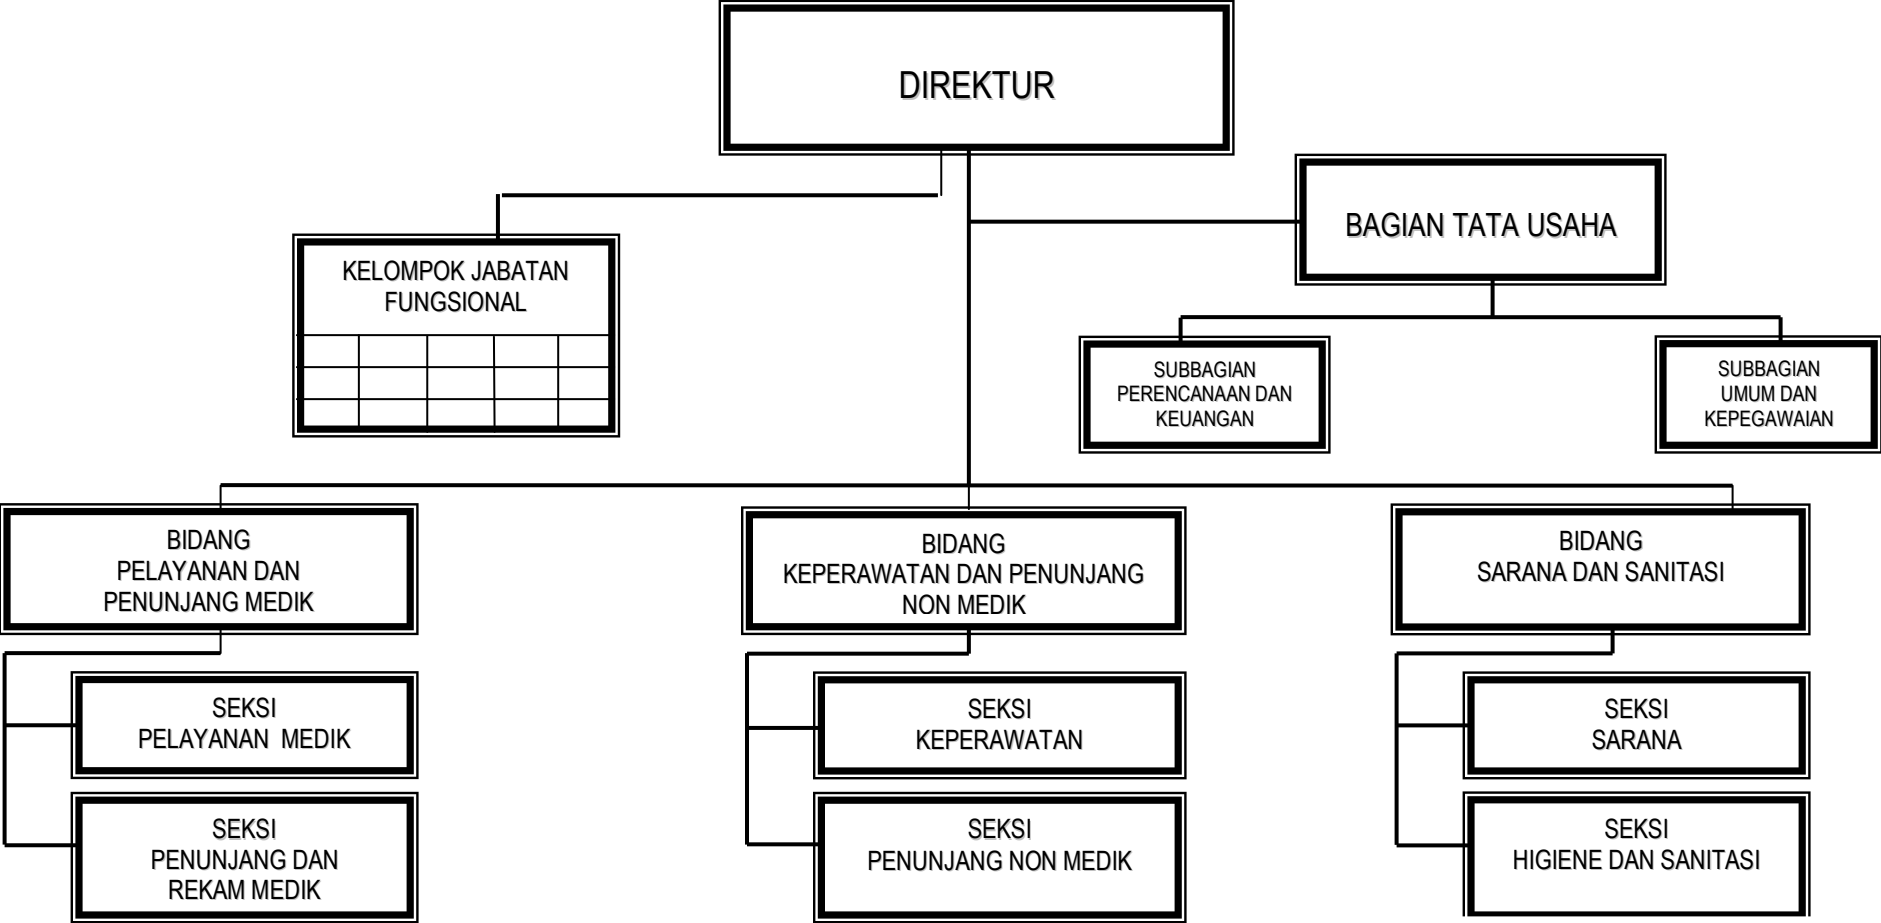 DIREKTUR
BAGIAN TATA USAHA
KELOMPOK JABATAN
FUNGSIONAL
SUBBAGIAN
PERENCANAAN DAN
KEUANGAN
SUBBAGIAN
UMUM DAN
KEPEGAWAIAN
BIDANG
PELAYANAN DAN
PENUNJANG MEDIK
BIDANG
KEPERAWATAN DAN PENUNJANG
NON MEDIK
BIDANG
SARANA DAN SANITASI
SEKSI
PELAYANAN  MEDIK
SEKSI
KEPERAWATAN
SEKSI
SARANA
SEKSI
PENUNJANG DAN
REKAM MEDIK
SEKSI
PENUNJANG NON MEDIK
SEKSI
HIGIENE DAN SANITASI